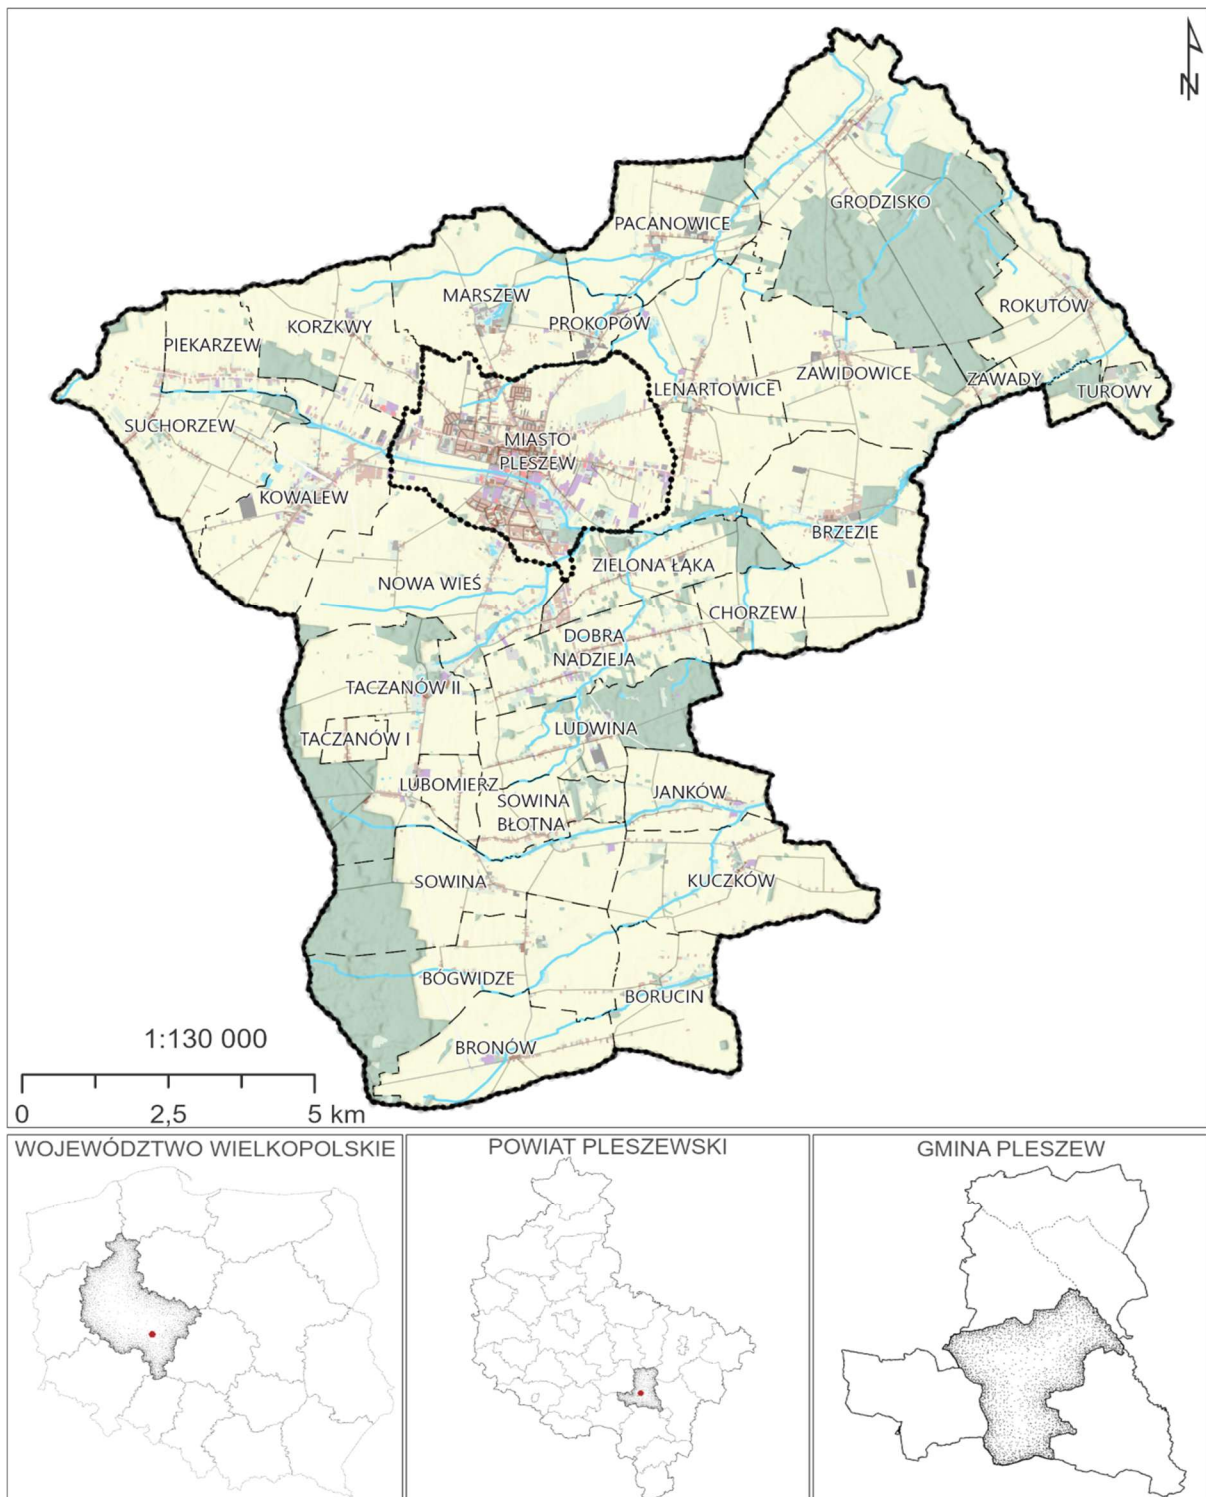 N
GRODZISKO
PACANOWICE
MARSZEW
ROKUTÓW
KORZKWY
PROKOPÓW
PIEKARZEW
ZAWIDOWICE
ZAWADY
LENARTOWICE
TUROWY
SUCHORZEW
MIASTO
PLESZEW
KOWALEW
BRZEZIE
ZIELONA ŁĄKA
NOWA WIEŚ
CHORZEW
DOBRA
NADZIEJA
TACZANÓW II
LUDWINA
TACZANÓW I
LUBOMIERZ
JANKÓW
SOWINA
BŁOTNA
SOWINA
KUCZKÓW
BOGWIDZE
BORUCIN
1:130 000
BRONÓW
0 2,5 5 km
WOJEWÓDZTWO WIELKOPOLSKIE
POWIAT PLESZEWSKI
GMINA PLESZEW